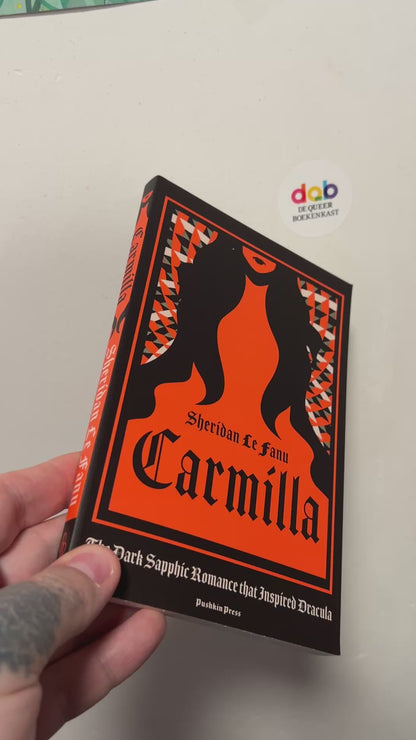 dqb
DE QUEER
BOEKENKAST
Carmilla
Sheridan Le Fanu
Sheridan Le Fanu
Carmilla
The Dark Sapphic Romance that Inspired Dracula
Pushkin Press